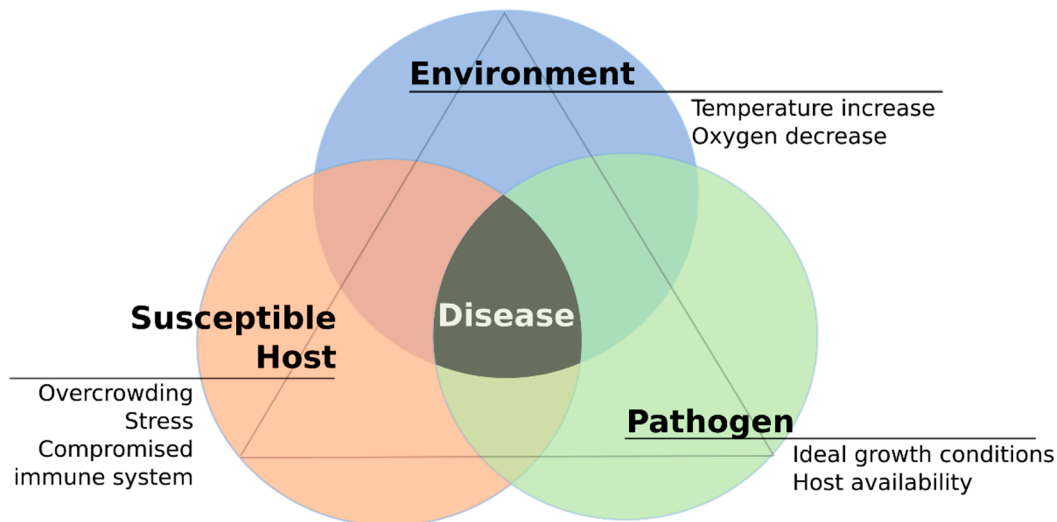 Environment
Temperature increase
Oxygen decrease
Susceptible
Host
Disease
Overcrowding
Stress
Compromised
immune system
Pathogen
Ideal growth conditions
Host availability